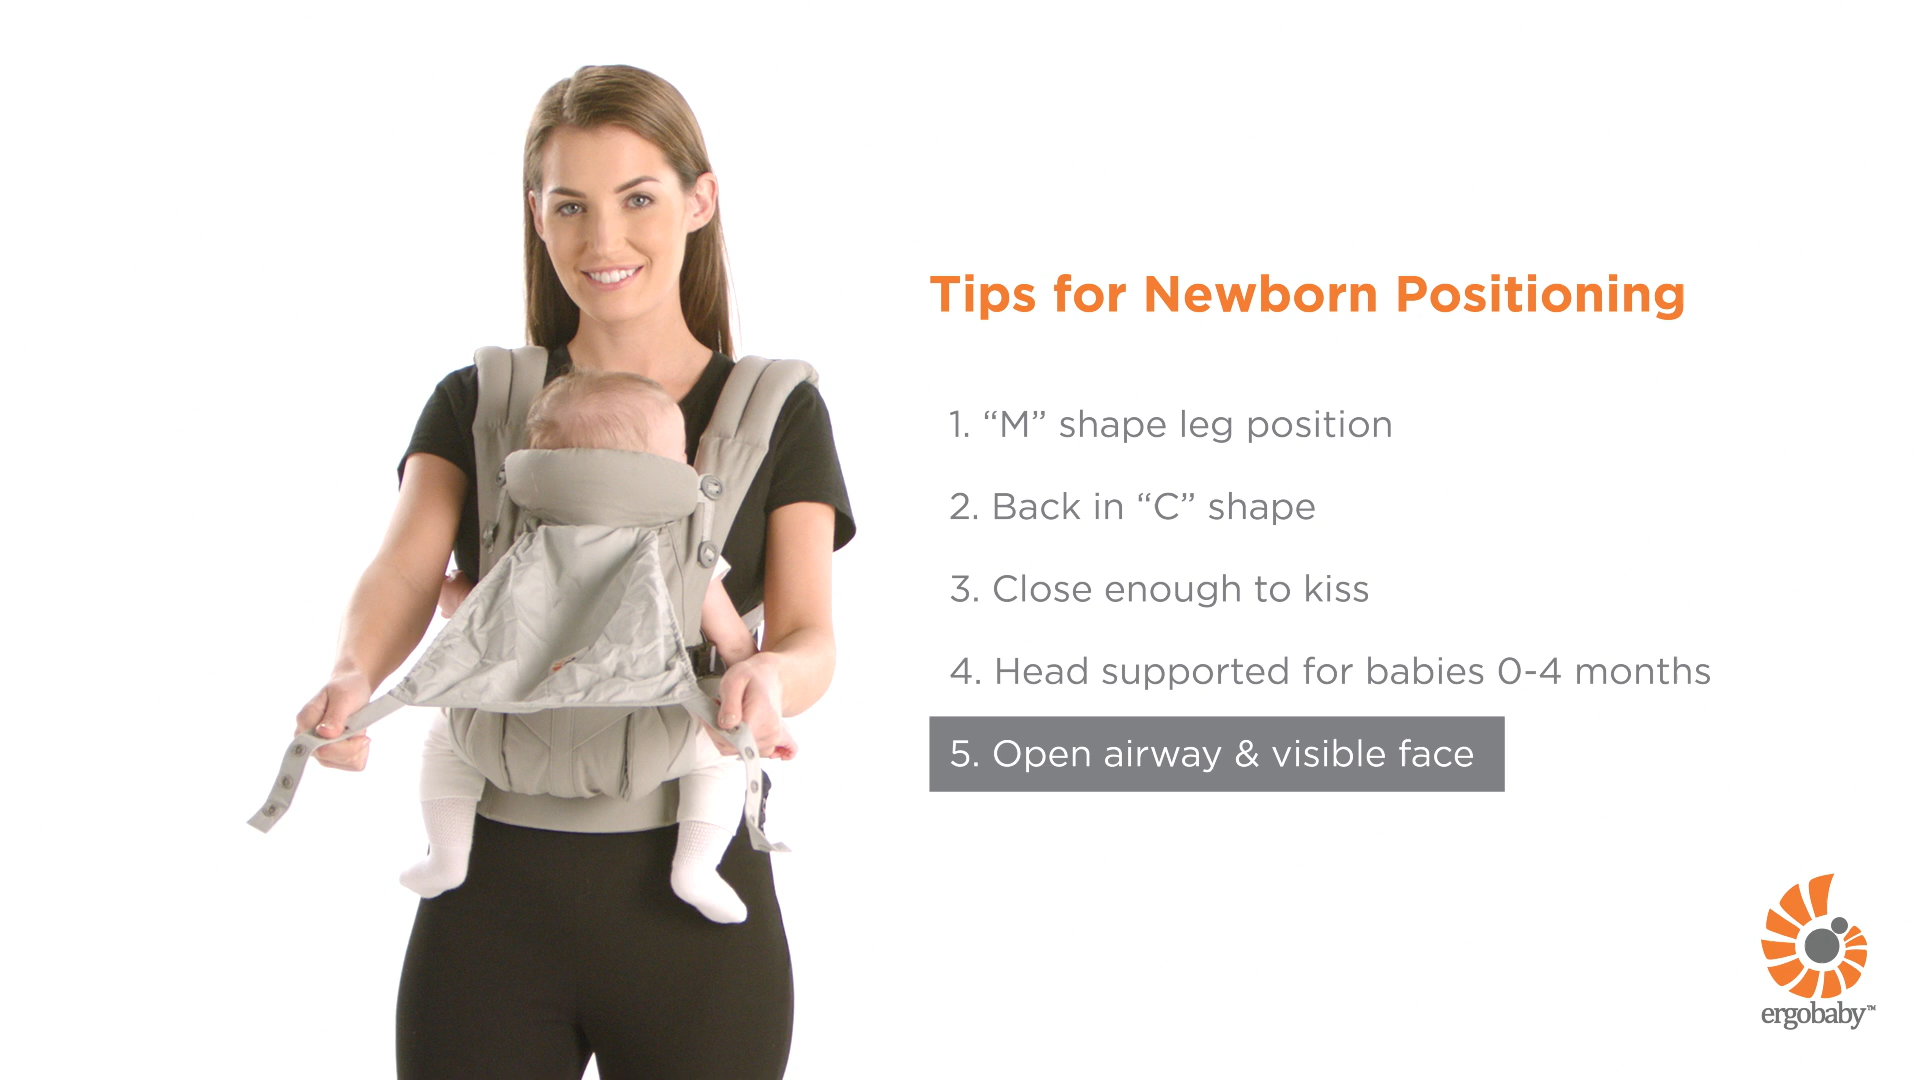 Tips for Newborn Positioning
1. “M” shape leg position
2. Back in “C” shape
3. Close enough to kiss
4. Head supported for babies 0-4 months
5. Open airway & visible face
ergobaby™